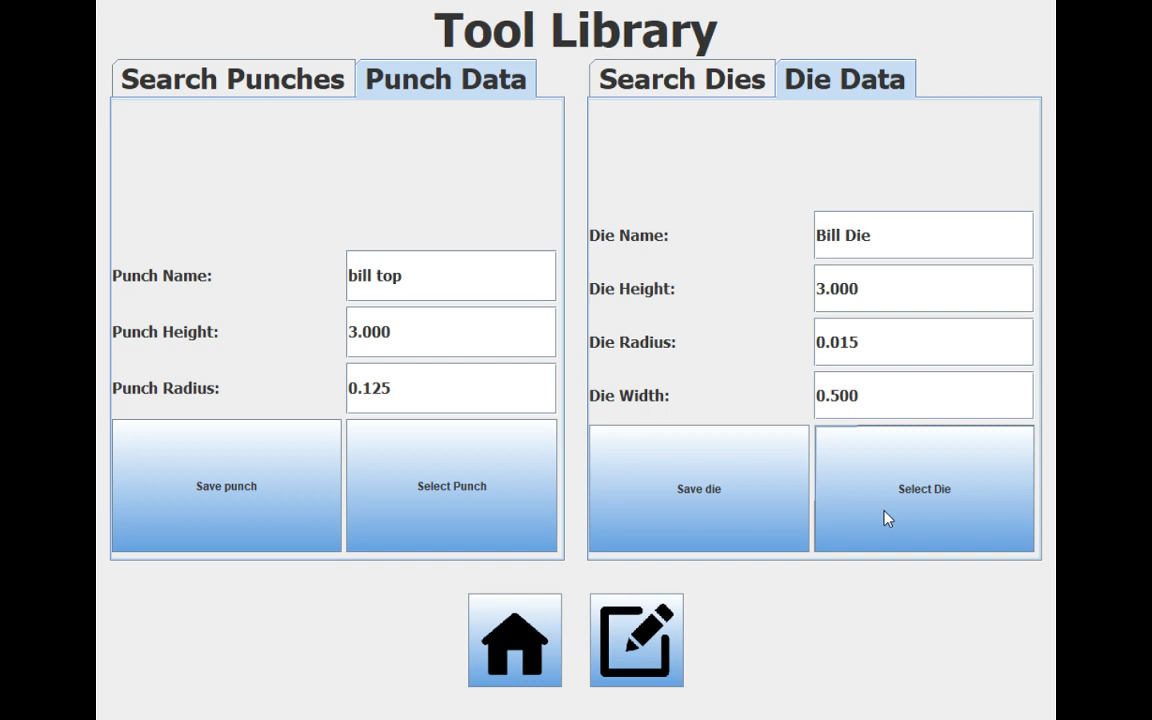 Tool Library
Search Punches
Punch Data
Punch Name:
bill top
Punch Height:
3.000
Punch Radius:
0.125
Save punch
Select Punch
Search Dies
Die Data
Die Name:
Bill Die
Die Height:
3.000
Die Radius:
0.015
Die Width:
0.500
Save die
Select Die